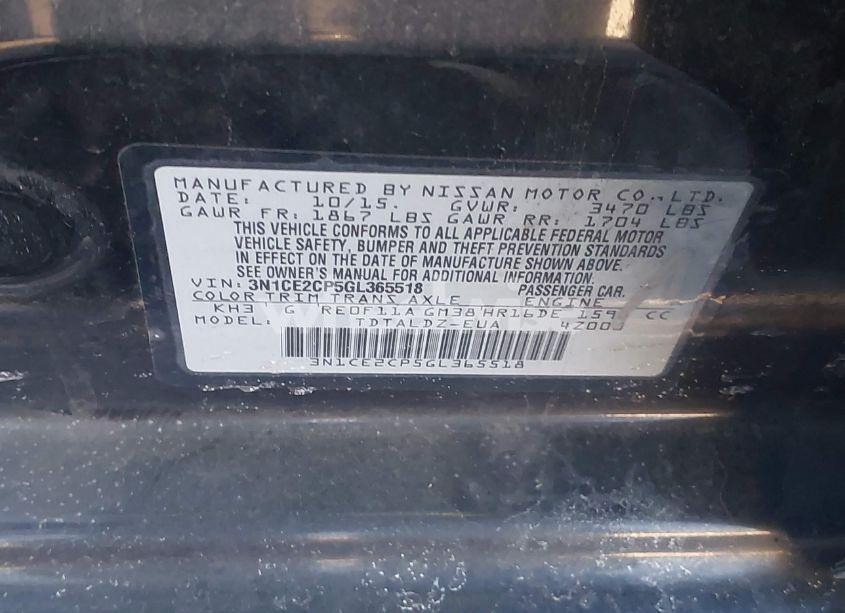 MANUFACTURED BY NISSAN MOTOR CO., LTD.
DATE: 10/15. GVWR: 3470 LBS
GAWR FR: 1867 LBS GAWR RR: 1704 LBS
THIS VEHICLE CONFORMS TO ALL APPLICABLE FEDERAL MOTOR
VEHICLE SAFETY, BUMPER AND THEFT PREVENTION STANDARDS
IN EFFECT ON THE DATE OF MANUFACTURE SHOWN ABOVE.
SEE OWNER'S MANUAL FOR ADDITIONAL INFORMATION.
VIN: 3N1CE2CP5GL365518 PASSENGER CAR.
COLOR TRIM TRANS AXLE ENGINE
KH3 G RE0F11A GM38 HR16DE 159 CC
MODEL: TDTALDZ-EUA 4Z00J
3N1CE2CP5GL365518